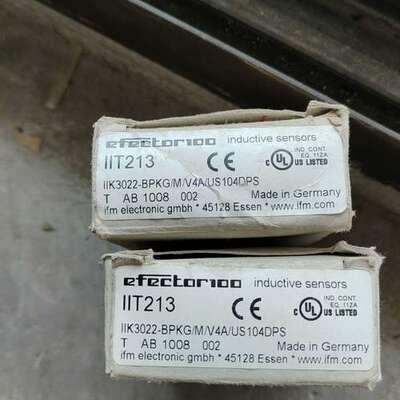 efector100 inductive sensors
IIT213 CE c UL US LISTED IND. CONT. EQ. 11ZA
IIK3022-BPKG/M/V4A/US104DPS
T AB 1008 002 Made in Germany
ifm electronic gmbh * 45128 Essen * www.ifm.com
efector100 inductive sensors
IIT213 CE c UL US LISTED IND. CONT. EQ. 11ZA
IIK3022-BPKG/M/V4A/US104DPS
T AB 1008 002 Made in Germany
ifm electronic gmbh * 45128 Essen * www.ifm.com